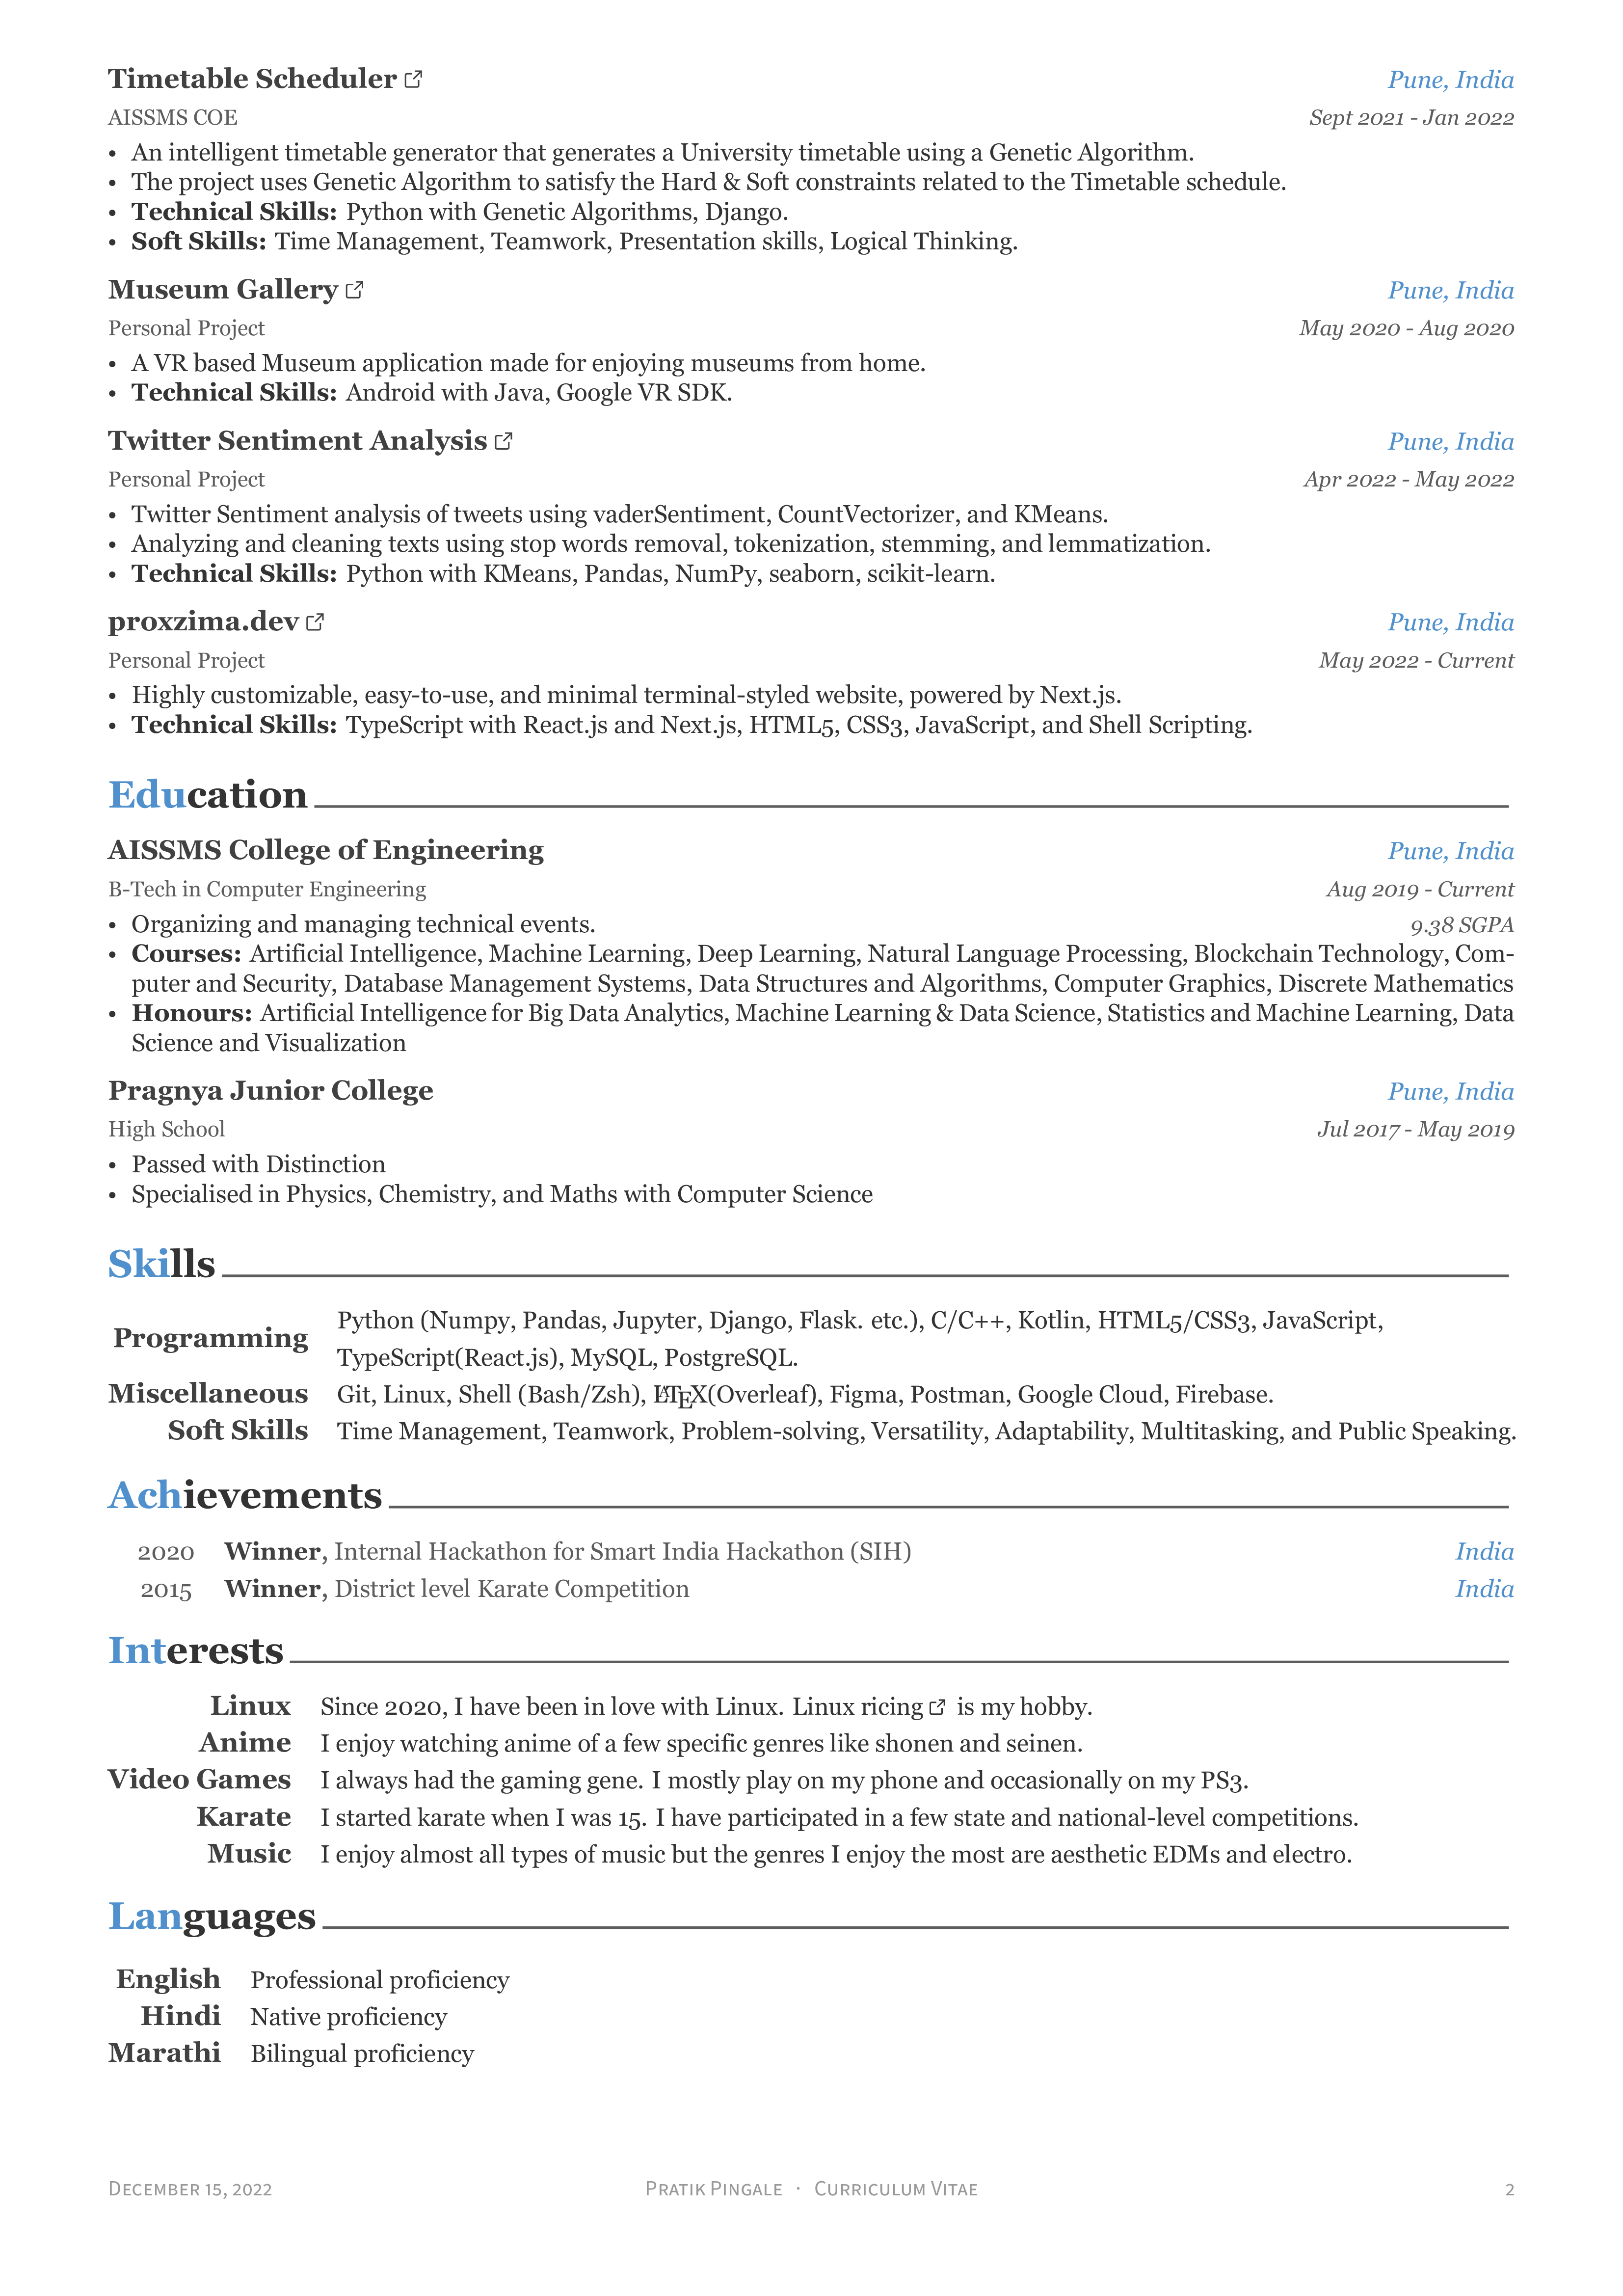 Timetable Scheduler Pune, India
AISSMS COE Sept 2021 - Jan 2022
• An intelligent timetable generator that generates a University timetable using a Genetic Algorithm.
• The project uses Genetic Algorithm to satisfy the Hard & Soft constraints related to the Timetable schedule.
• Technical Skills: Python with Genetic Algorithms, Django.
• Soft Skills: Time Management, Teamwork, Presentation skills, Logical Thinking.
Museum Gallery Pune, India
Personal Project May 2020 - Aug 2020
• A VR based Museum application made for enjoying museums from home.
• Technical Skills: Android with Java, Google VR SDK.
Twitter Sentiment Analysis Pune, India
Personal Project Apr 2022 - May 2022
• Twitter Sentiment analysis of tweets using vaderSentiment, CountVectorizer, and KMeans.
• Analyzing and cleaning texts using stop words removal, tokenization, stemming, and lemmatization.
• Technical Skills: Python with KMeans, Pandas, NumPy, seaborn, scikit-learn.
proxzima.dev Pune, India
Personal Project May 2022 - Current
• Highly customizable, easy-to-use, and minimal terminal-styled website, powered by Next.js.
• Technical Skills: TypeScript with React.js and Next.js, HTML5, CSS3, JavaScript, and Shell Scripting.
Education
AISSMS College of Engineering Pune, India
B-Tech in Computer Engineering Aug 2019 - Current
• Organizing and managing technical events. 9.38 SGPA
• Courses: Artificial Intelligence, Machine Learning, Deep Learning, Natural Language Processing, Blockchain Technology, Com-
puter and Security, Database Management Systems, Data Structures and Algorithms, Computer Graphics, Discrete Mathematics
• Honours: Artificial Intelligence for Big Data Analytics, Machine Learning & Data Science, Statistics and Machine Learning, Data
Science and Visualization
Pragnya Junior College Pune, India
High School Jul 2017 - May 2019
• Passed with Distinction
• Specialised in Physics, Chemistry, and Maths with Computer Science
Skills
Programming Python (Numpy, Pandas, Jupyter, Django, Flask. etc.), C/C++, Kotlin, HTML5/CSS3, JavaScript,
TypeScript(React.js), MySQL, PostgreSQL.
Miscellaneous Git, Linux, Shell (Bash/Zsh), LATEX(Overleaf), Figma, Postman, Google Cloud, Firebase.
Soft Skills Time Management, Teamwork, Problem-solving, Versatility, Adaptability, Multitasking, and Public Speaking.
Achievements
2020 Winner, Internal Hackathon for Smart India Hackathon (SIH) India
2015 Winner, District level Karate Competition India
Interests
Linux Since 2020, I have been in love with Linux. Linux ricing is my hobby.
Anime I enjoy watching anime of a few specific genres like shonen and seinen.
Video Games I always had the gaming gene. I mostly play on my phone and occasionally on my PS3.
Karate I started karate when I was 15. I have participated in a few state and national-level competitions.
Music I enjoy almost all types of music but the genres I enjoy the most are aesthetic EDMs and electro.
Languages
English Professional proficiency
Hindi Native proficiency
Marathi Bilingual proficiency
December 15, 2022 Pratik Pingale · Curriculum Vitae 2